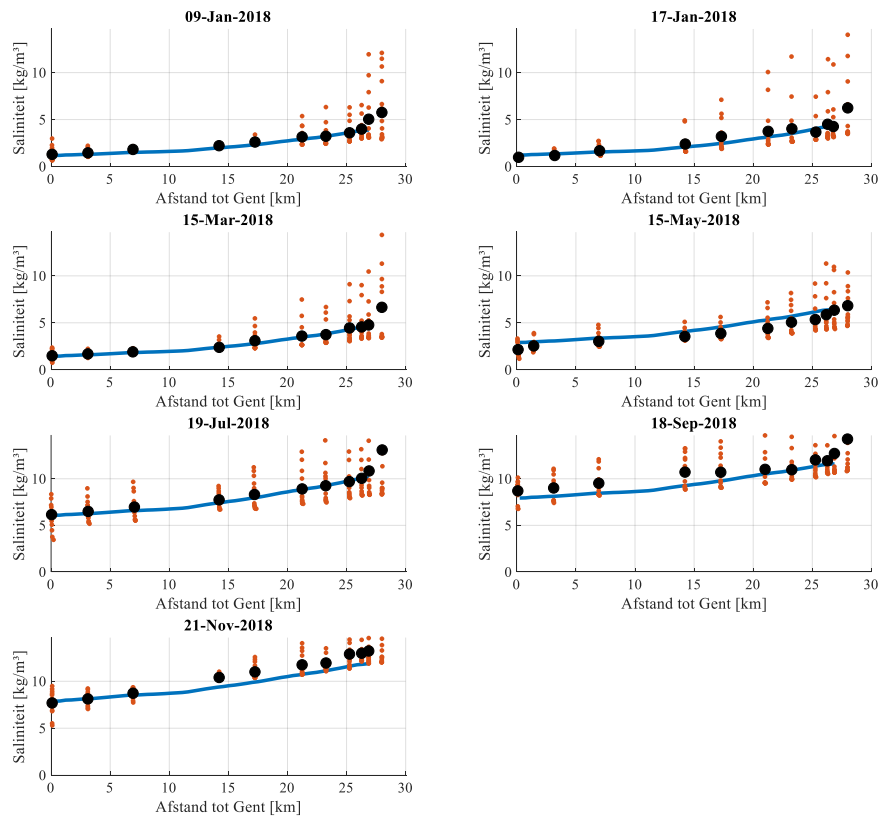 09-Jan-2018
Saliniteit [kg/m³]
10
5
0
0 5 10 15 20 25 30
Afstand tot Gent [km]
17-Jan-2018
Saliniteit [kg/m³]
10
5
0
0 5 10 15 20 25 30
Afstand tot Gent [km]
15-Mar-2018
Saliniteit [kg/m³]
10
5
0
0 5 10 15 20 25 30
Afstand tot Gent [km]
15-May-2018
Saliniteit [kg/m³]
10
5
0
0 5 10 15 20 25 30
Afstand tot Gent [km]
19-Jul-2018
Saliniteit [kg/m³]
10
5
0
0 5 10 15 20 25 30
Afstand tot Gent [km]
18-Sep-2018
Saliniteit [kg/m³]
10
5
0
0 5 10 15 20 25 30
Afstand tot Gent [km]
21-Nov-2018
Saliniteit [kg/m³]
10
5
0
0 5 10 15 20 25 30
Afstand tot Gent [km]